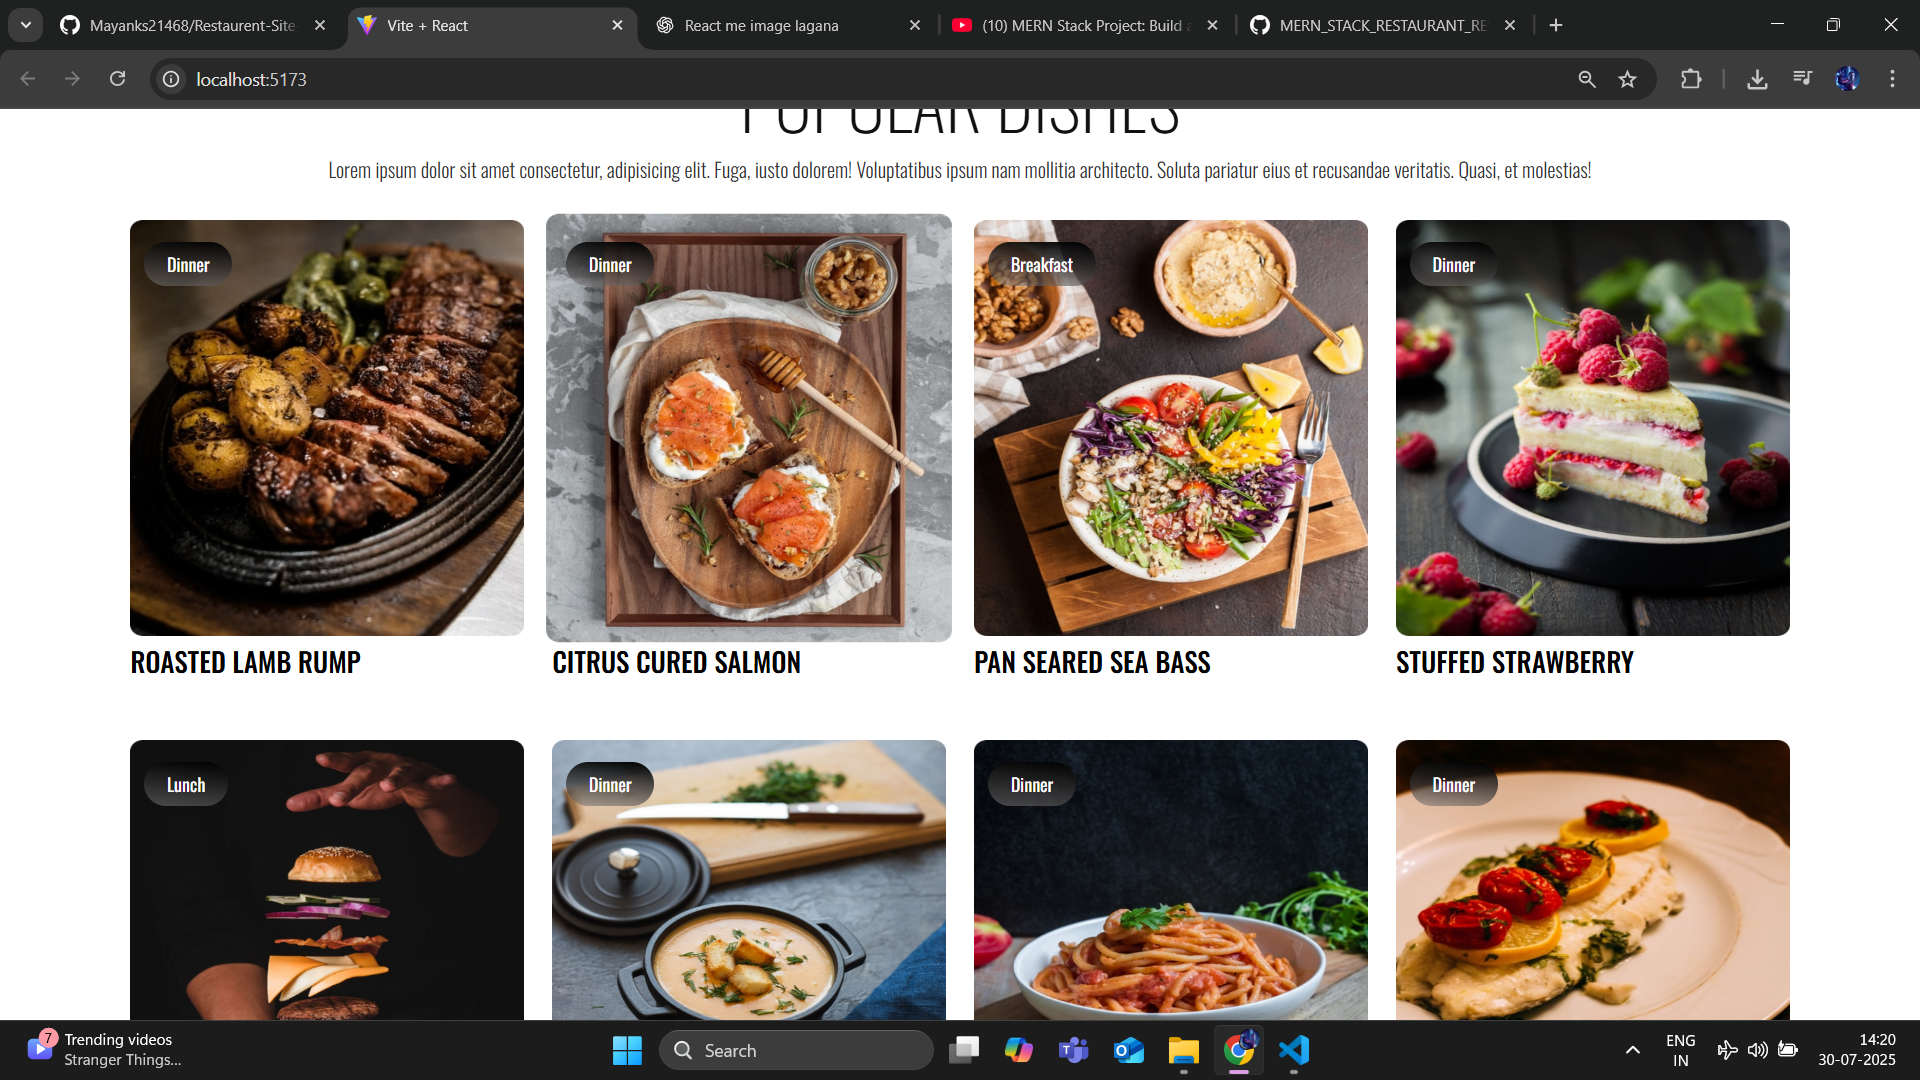 Mayanks21468/Restaurent-Site-
Vite + React
React me image lagana
(10) MERN Stack Project: Build a
MERN_STACK_RESTAURANT_RE
localhost:5173
POPULAR DISHES
Lorem ipsum dolor sit amet consectetur, adipisicing elit. Fuga, iusto dolorem! Voluptatibus ipsum nam mollitia architecto. Soluta pariatur eius et recusandae veritatis. Quasi, et molestias!
Dinner
Dinner
Breakfast
Dinner
ROASTED LAMB RUMP
CITRUS CURED SALMON
PAN SEARED SEA BASS
STUFFED STRAWBERRY
Lunch
Dinner
Dinner
Dinner
7
Trending videos
Stranger Things...
Search
ENG
IN
14:20
30-07-2025